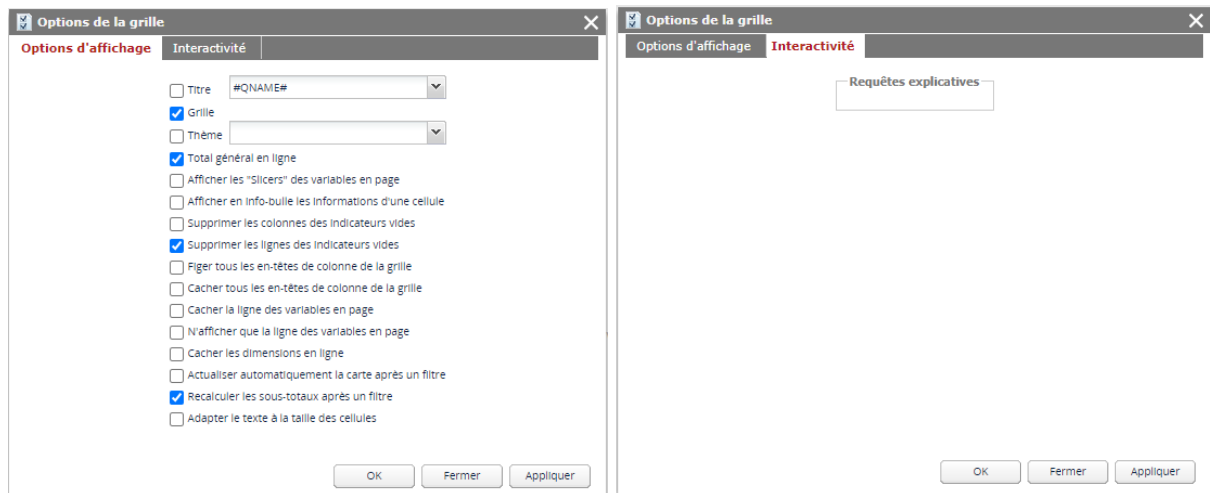 Options de la grille
Options d'affichage Interactivité
Titre #QNAME#
Grille
Thème
Total général en ligne
Afficher les "Slicers" des variables en page
Afficher en info-bulle les informations d'une cellule
Supprimer les colonnes des indicateurs vides
Supprimer les lignes des indicateurs vides
Figer tous les en-têtes de colonne de la grille
Cacher tous les en-têtes de colonne de la grille
Cacher la ligne des variables en page
N'afficher que la ligne des variables en page
Cacher les dimensions en ligne
Actualiser automatiquement la carte après un filtre
Recalculer les sous-totaux après un filtre
Adapter le texte à la taille des cellules
OK Fermer Appliquer
Options de la grille
Options d'affichage Interactivité
Requêtes explicatives
OK Fermer Appliquer